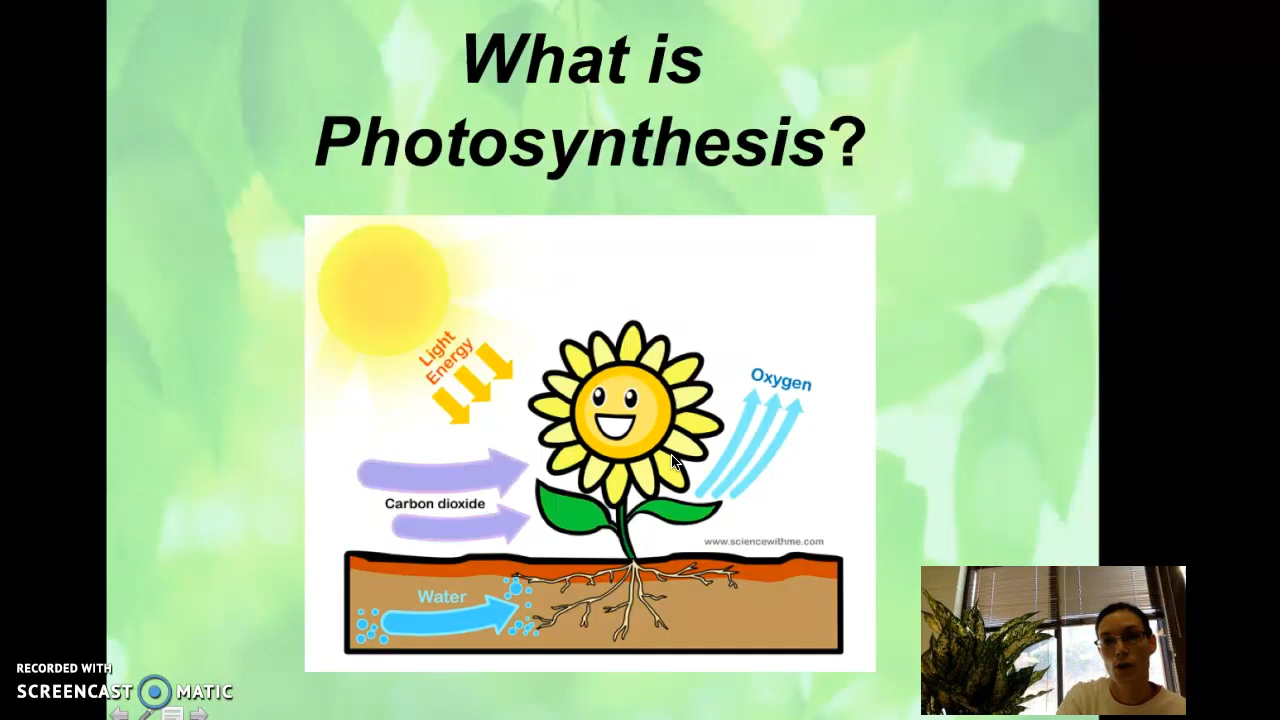 What is
Photosynthesis?
Light
Energy
Oxygen
Carbon dioxide
www.sciencewithme.com
Water
RECORDED WITH
SCREENCAST MATIC